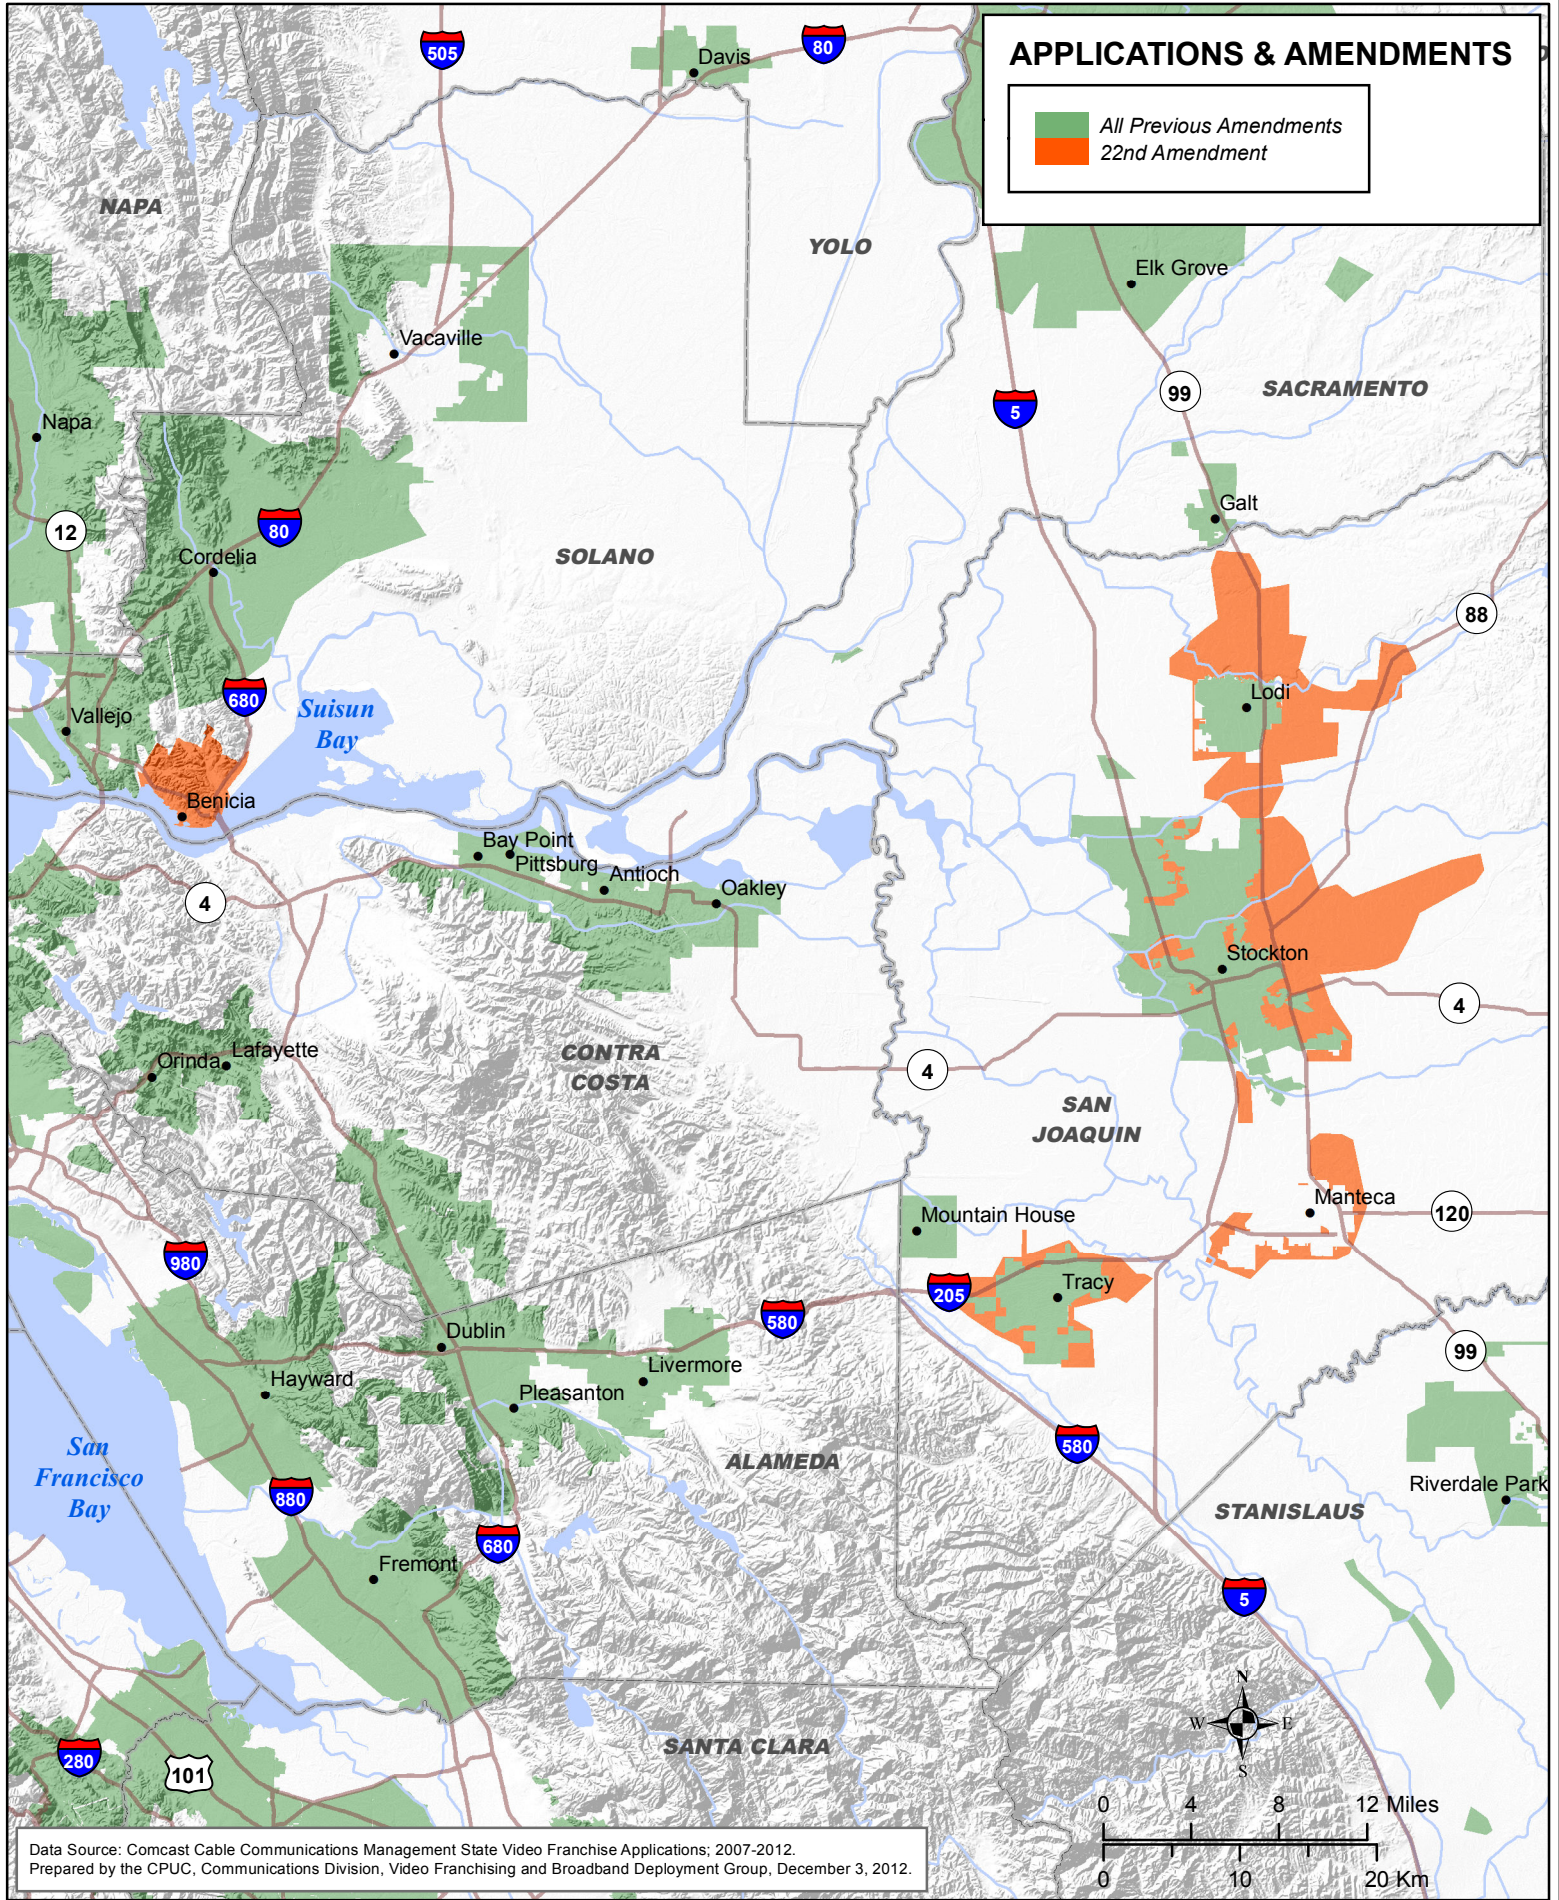 APPLICATIONS & AMENDMENTS
All Previous Amendments
22nd Amendment
505
Davis
80
NAPA
YOLO
Elk Grove
Vacaville
5
99
SACRAMENTO
Napa
12
80
Cordelia
SOLANO
Galt
88
680
Suisun
Bay
Lodi
Vallejo
Benicia
Bay Point
Pittsburg
Antioch
Oakley
4
Stockton
4
Orinda
Lafayette
CONTRA
COSTA
4
SAN
JOAQUIN
Mountain House
Manteca
120
980
205
Tracy
580
Dublin
Livermore
99
Hayward
Pleasanton
San
Francisco
Bay
ALAMEDA
580
880
STANISLAUS
Riverdale Park
680
Fremont
5
N
W
E
S
280
101
SANTA CLARA
0 4 8 12 Miles
0 10 20 Km
Data Source: Comcast Cable Communications Management State Video Franchise Applications; 2007-2012.
Prepared by the CPUC, Communications Division, Video Franchising and Broadband Deployment Group, December 3, 2012.